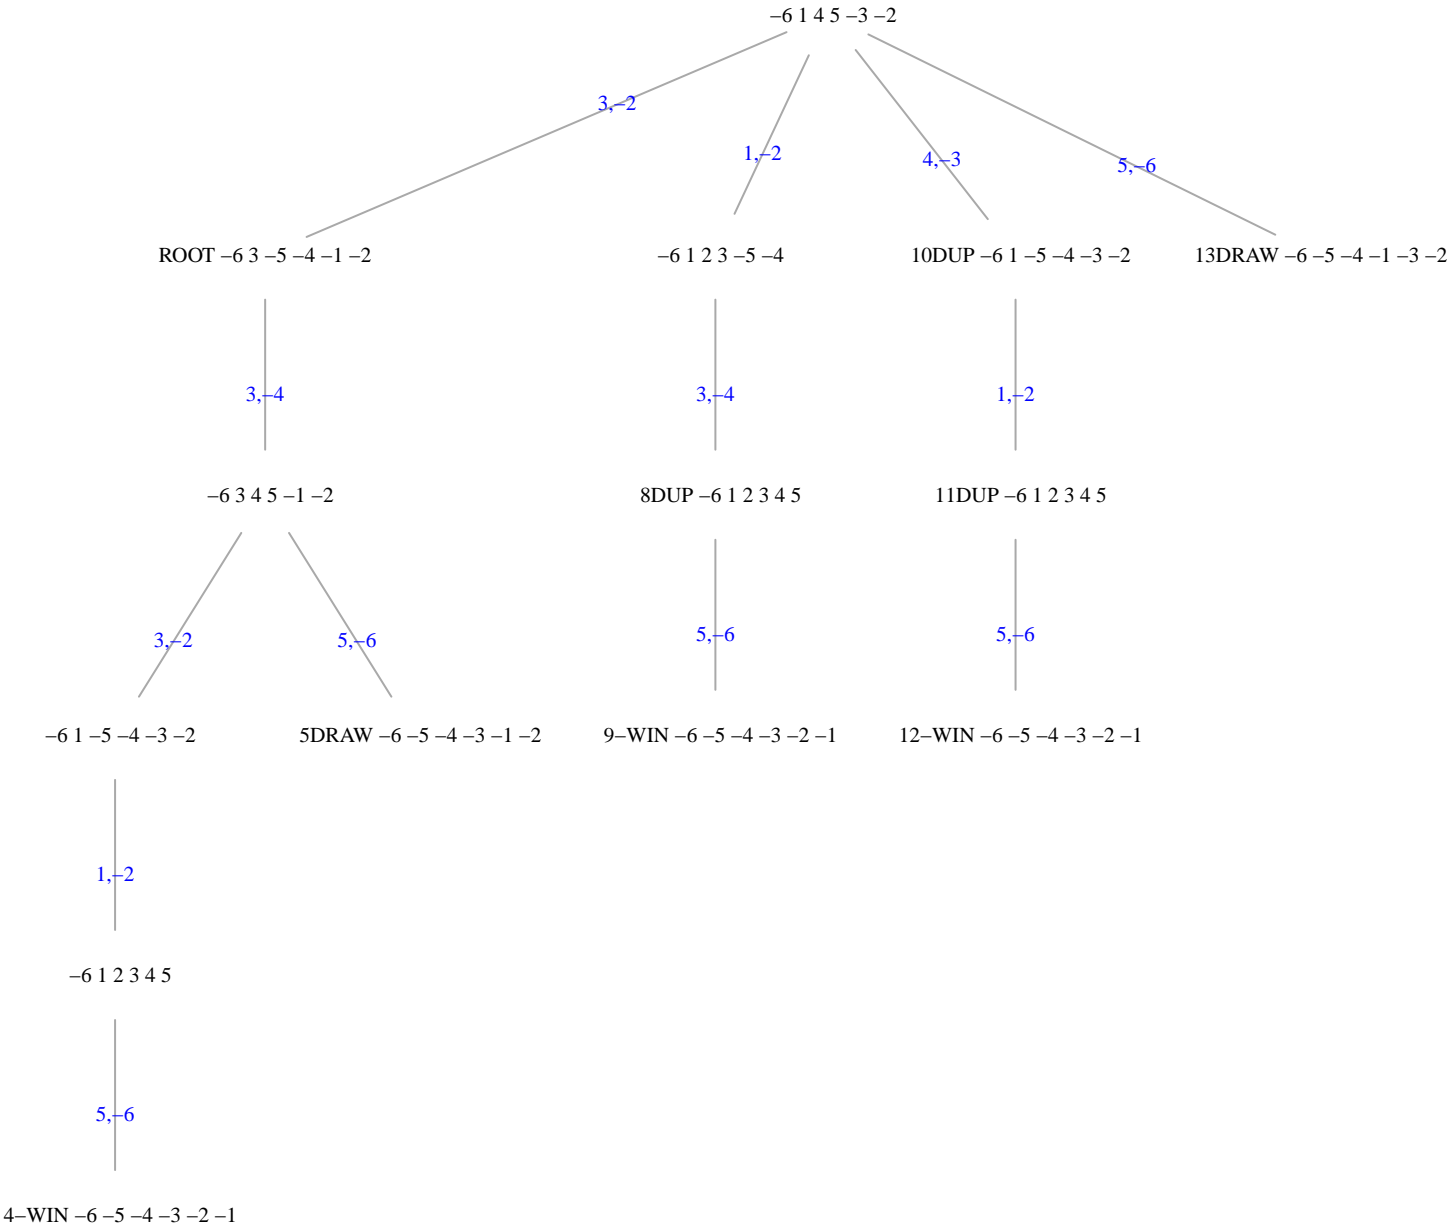 −6 1 4 5 −3 −2
3,−2
1,−2
4,−3
5,−6
ROOT −6 3 −5 −4 −1 −2
−6 1 2 3 −5 −4
10DUP −6 1 −5 −4 −3 −2
13DRAW −6 −5 −4 −1 −3 −2
3,−4
3,−4
1,−2
−6 3 4 5 −1 −2
8DUP −6 1 2 3 4 5
11DUP −6 1 2 3 4 5
3,−2
5,−6
5,−6
5,−6
−6 1 −5 −4 −3 −2
5DRAW −6 −5 −4 −3 −1 −2
9−WIN −6 −5 −4 −3 −2 −1
12−WIN −6 −5 −4 −3 −2 −1
1,−2
−6 1 2 3 4 5
5,−6
4−WIN −6 −5 −4 −3 −2 −1